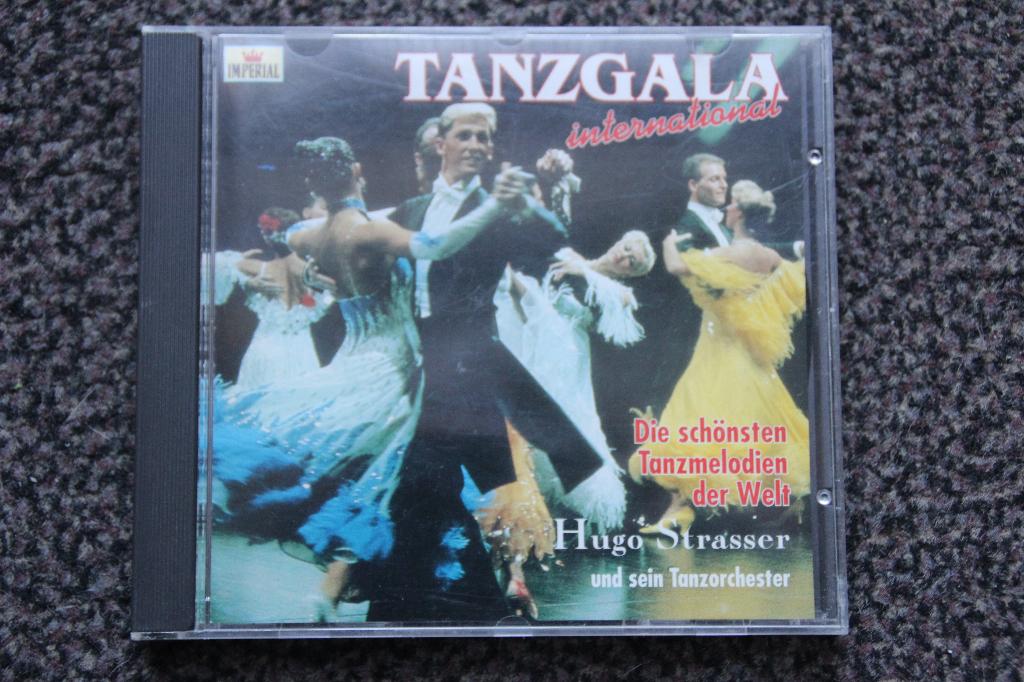 IMPERIAL
TANZGALA
international
Die schönsten
Tanzmelodien
der Welt
Hugo Strasser
und sein Tanzorchester